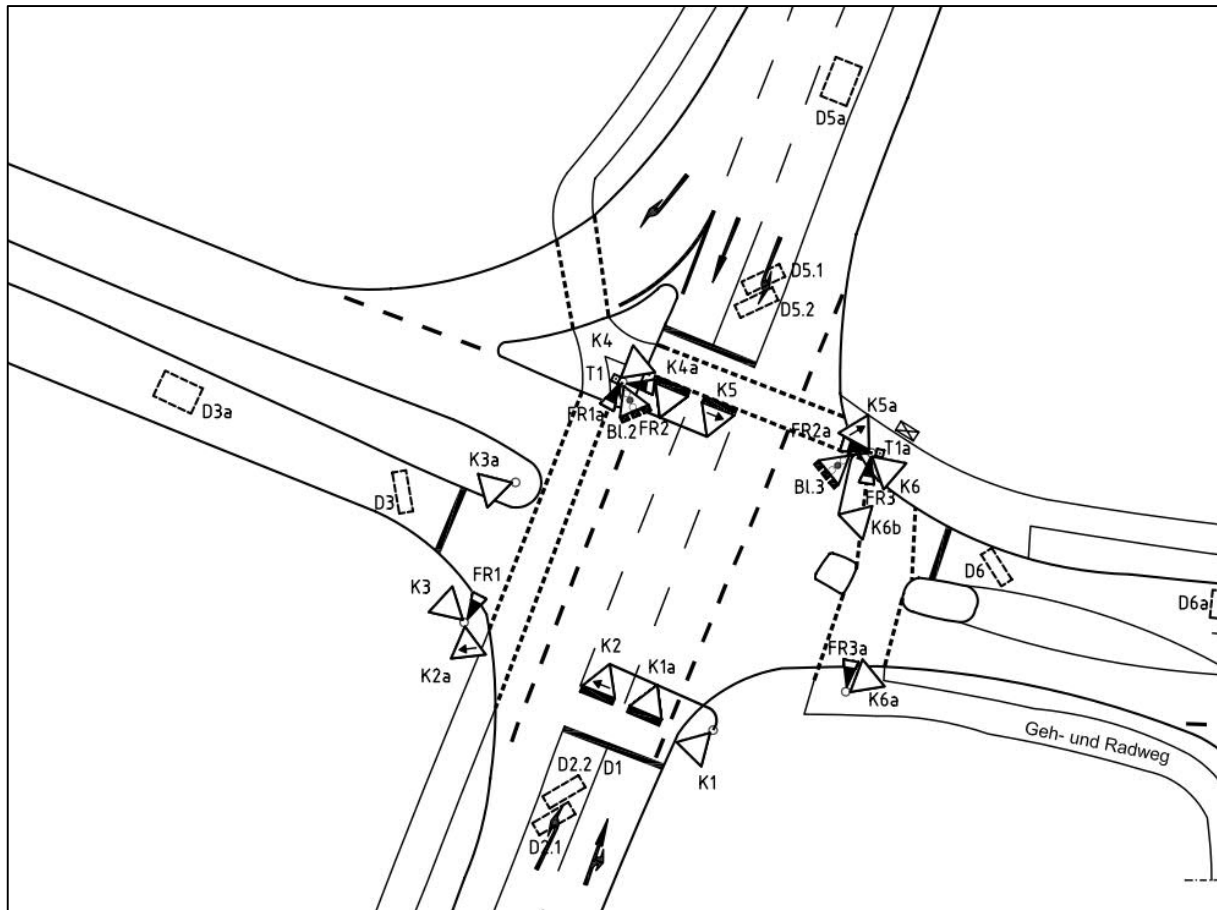 D5a
D5.1
D5.2
K4
K4a
T1
K5
D3a
FR1a
Bl.2
FR2
K5a
FR2a
T1a
Bl.3
K6
FR3
K3a
D3
K6b
D6
FR1
K3
D6a
K2a
K2
K1a
FR3a
K6a
Geh- und Radweg
K1
D1
D2.2
D2.1